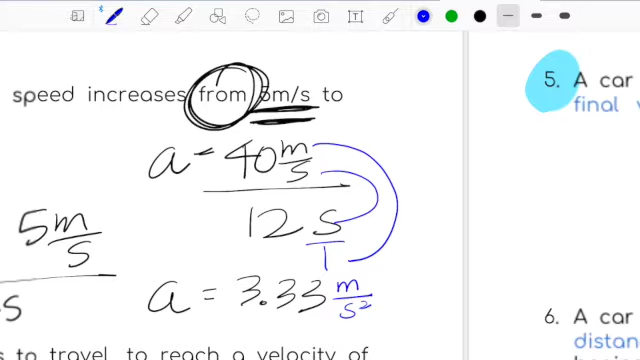 speed increases from 5m/s to
a = 40 m/s
12 s/1
5 m/s
s
a = 3.33 m/s²
s to travel to reach a velocity of
5. A car
final v
6. A car
distan